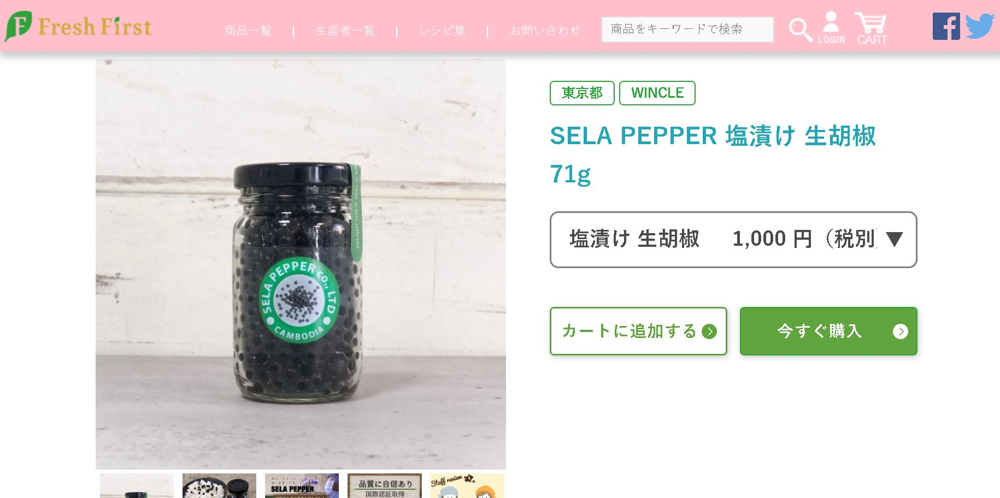 Fresh First
商品一覧 | 生産者一覧 | レシピ集 | お問い合わせ
商品をキーワードで検索
LOGIN
CART
東京都
WINCLE
SELA PEPPER 塩漬け 生胡椒
71g
塩漬け 生胡椒 1,000 円（税別
カートに追加する
今すぐ購入
DO NOT USE IF SEAL IS
SELA PEPPER CO., LTD
CAMBODIA
SELA PEPPER
品質に自信あり
国際認証取得
Staff review